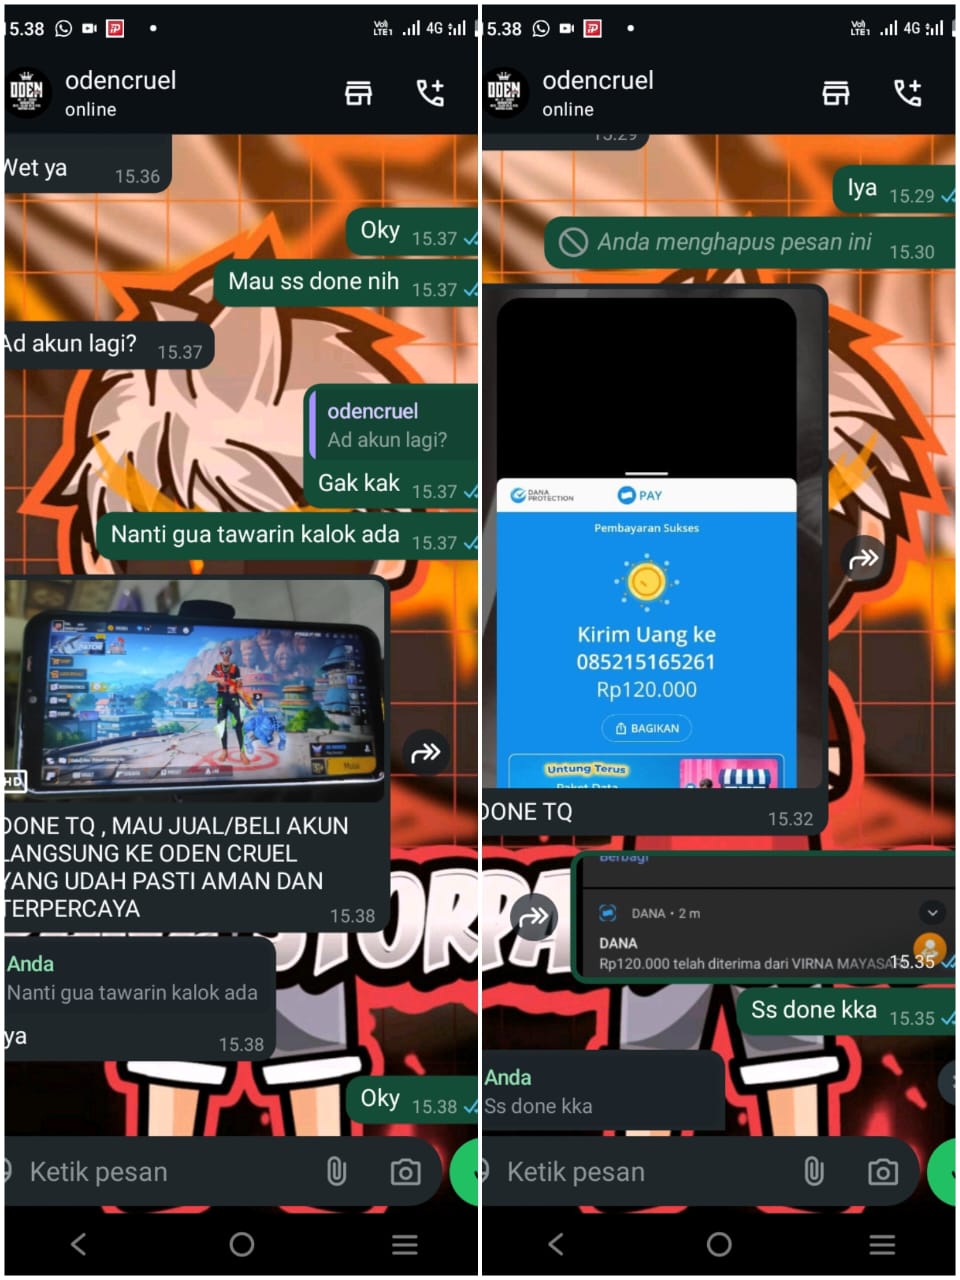 15.38
4G
odencruel
online
Wet ya
15.36
Oky
15.37
Mau ss done nih
15.37
Ad akun lagi?
15.37
odencruel
Ad akun lagi?
Gak kak
15.37
Nanti gua tawarin kalok ada
15.37
HD
DONE TQ , MAU JUAL/BELI AKUN
LANGSUNG KE ODEN CRUEL
YANG UDAH PASTI AMAN DAN
TERPERCAYA
15.38
Anda
Nanti gua tawarin kalok ada
ya
15.38
Oky
15.38
Ketik pesan
5.38
4G
odencruel
online
15.29
Iya
15.29
Anda menghapus pesan ini
15.30
DANA
PROTECTION
PAY
Pembayaran Sukses
Kirim Uang ke
085215165261
Rp120.000
BAGIKAN
Untung Terus
Paket Data
DONE TQ
15.32
Berbagi
DANA • 2 m
DANA
Rp120.000 telah diterima dari VIRNA MAYASAR
15.35
Ss done kka
15.35
Anda
Ss done kka
Ketik pesan